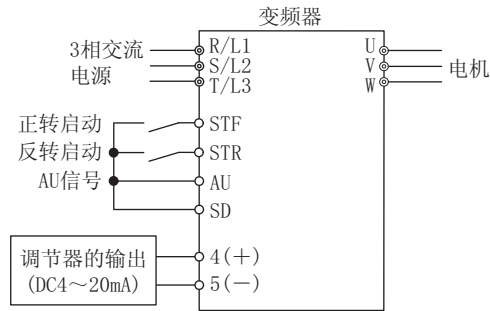 变频器
3相交流
电源
R/L1
S/L2
T/L3
U
V
W
电机
正转启动
反转启动
AU信号
STF
STR
AU
SD
调节器的输出
(DC4～20mA)
4(+)
5(−)